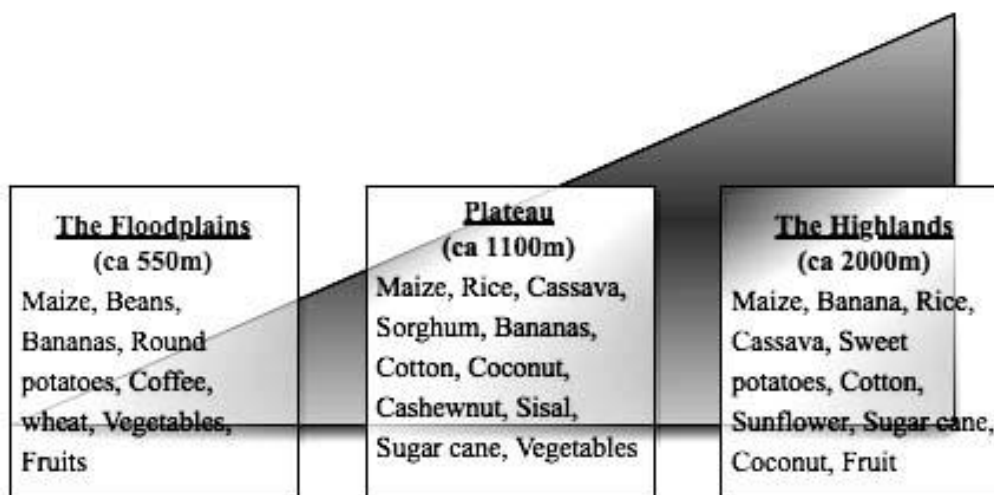 The Floodplains
(ca 550m)
Maize, Beans,
Bananas, Round
potatoes, Coffee,
wheat, Vegetables,
Fruits
Plateau
(ca 1100m)
Maize, Rice, Cassava,
Sorghum, Bananas,
Cotton, Coconut,
Cashewnut, Sisal,
Sugar cane, Vegetables
The Highlands
(ca 2000m)
Maize, Banana, Rice,
Cassava, Sweet
potatoes, Cotton,
Sunflower, Sugar cane,
Coconut, Fruit